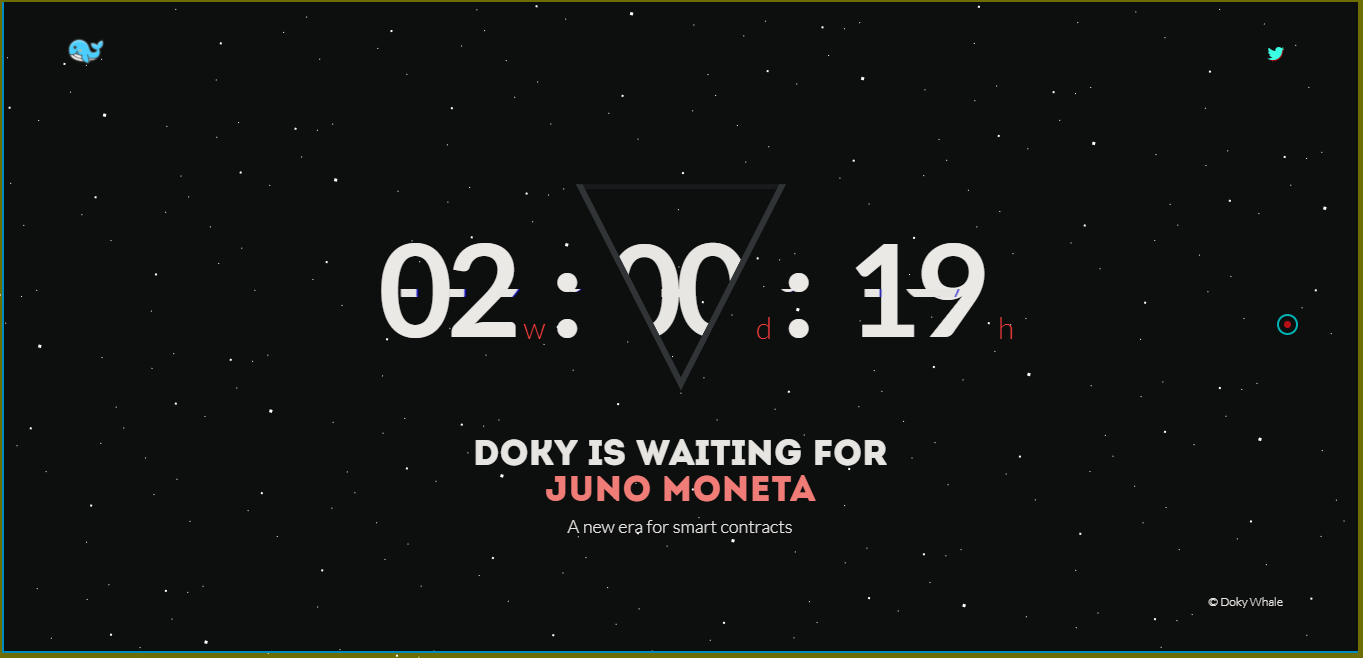 02 w : 00 d : 19 h
DOKY IS WAITING FOR
JUNO MONETA
A new era for smart contracts
© Doky Whale